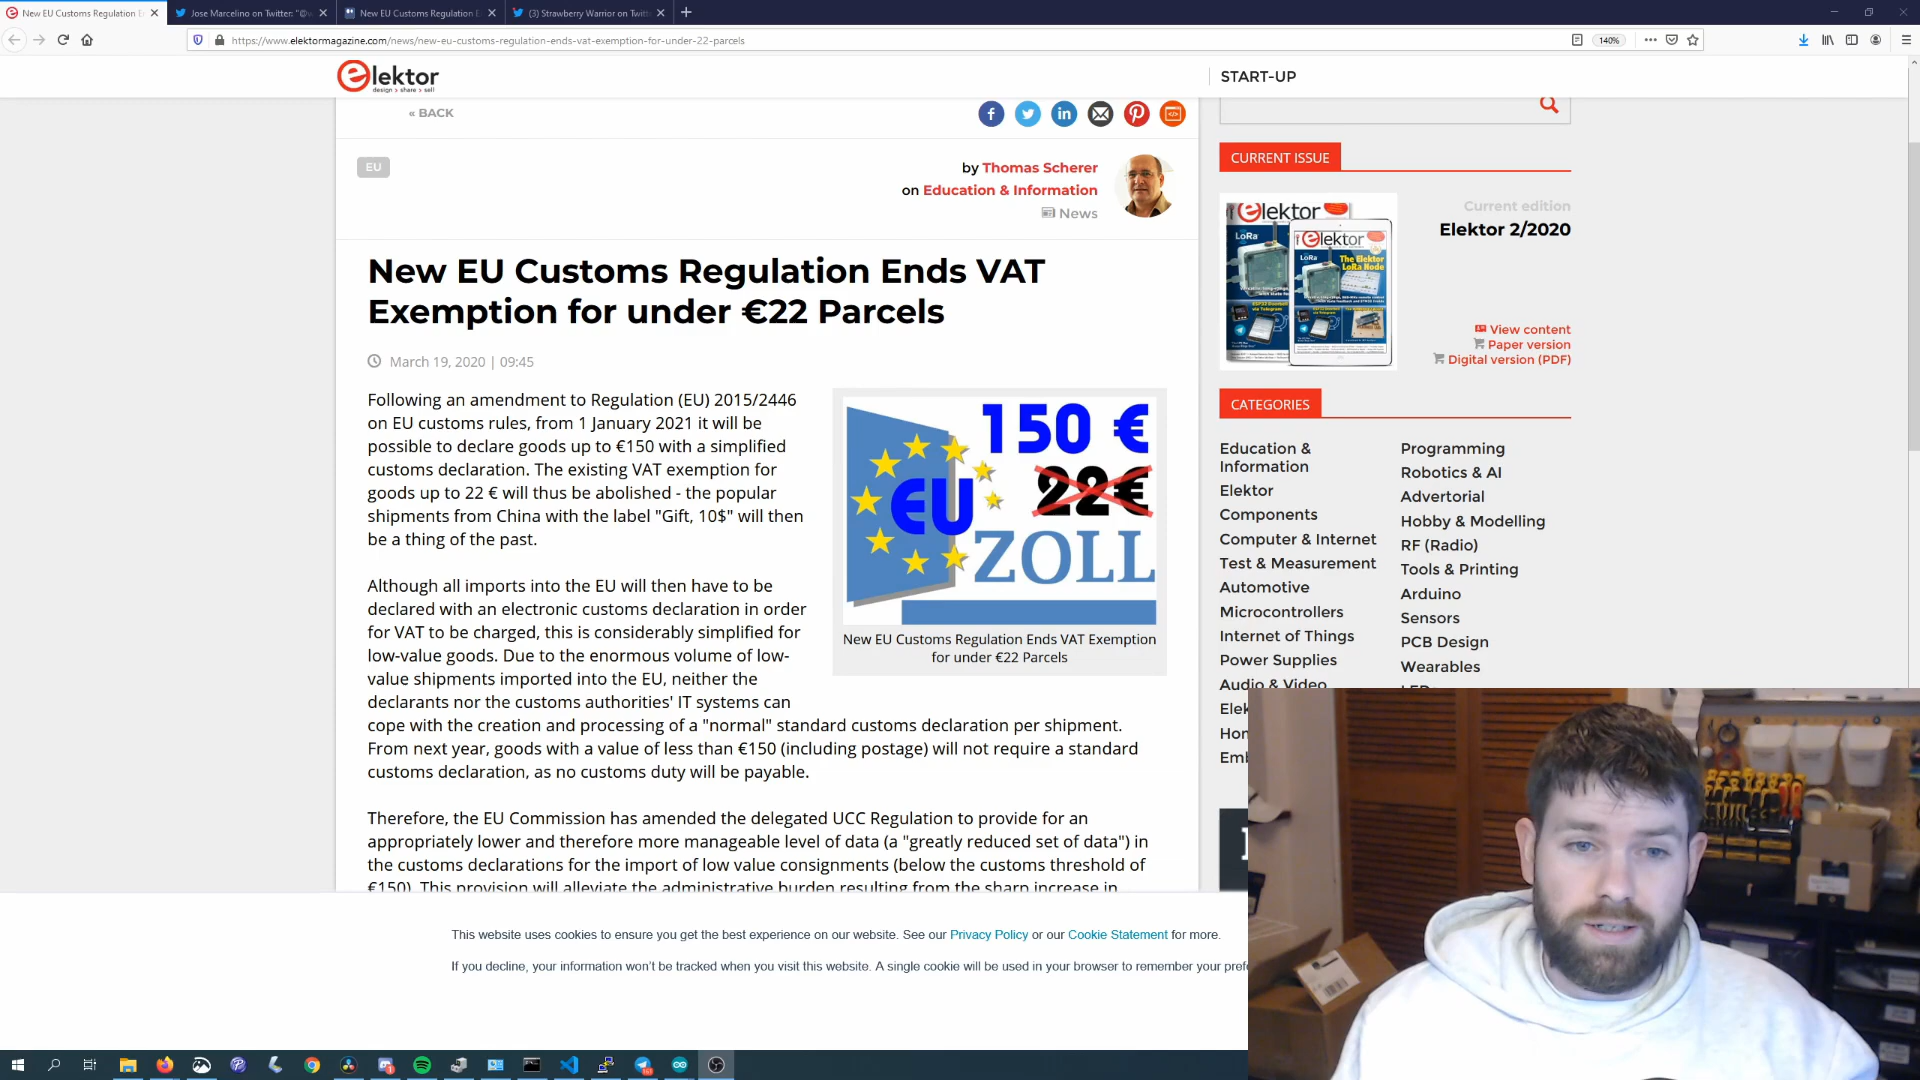 New EU Customs Regulation E
Jose Marcelino on Twitter: "@
New EU Customs Regulation E
(3) Strawberry Warrior on Twitt
https://www.elektormagazine.com/news/new-eu-customs-regulation-ends-vat-exemption-for-under-22-parcels
140%
elektor
design > share > sell
START-UP
« BACK
EU
by Thomas Scherer
on Education & Information
News
New EU Customs Regulation Ends VAT
Exemption for under €22 Parcels
March 19, 2020 | 09:45
Following an amendment to Regulation (EU) 2015/2446
on EU customs rules, from 1 January 2021 it will be
possible to declare goods up to €150 with a simplified
customs declaration. The existing VAT exemption for
goods up to 22 € will thus be abolished - the popular
shipments from China with the label "Gift, 10$" will then
be a thing of the past.
150 €
22€
EU
ZOLL
New EU Customs Regulation Ends VAT Exemption
for under €22 Parcels
Although all imports into the EU will then have to be
declared with an electronic customs declaration in order
for VAT to be charged, this is considerably simplified for
low-value goods. Due to the enormous volume of low-
value shipments imported into the EU, neither the
declarants nor the customs authorities' IT systems can
cope with the creation and processing of a "normal" standard customs declaration per shipment.
From next year, goods with a value of less than €150 (including postage) will not require a standard
customs declaration, as no customs duty will be payable.
Therefore, the EU Commission has amended the delegated UCC Regulation to provide for an
appropriately lower and therefore more manageable level of data (a "greatly reduced set of data") in
the customs declarations for the import of low value consignments (below the customs threshold of
€150). This provision will alleviate the administrative burden resulting from the sharp increase in
CURRENT ISSUE
elektor
LoRa
elektor
LoRa
The Elektor
LoRa Node
Current edition
Elektor 2/2020
View content
Paper version
Digital version (PDF)
CATEGORIES
Education &
Information
Elektor
Components
Computer & Internet
Test & Measurement
Automotive
Microcontrollers
Internet of Things
Power Supplies
Audio & Video
Elek
Hom
Emb
Programming
Robotics & AI
Advertorial
Hobby & Modelling
RF (Radio)
Tools & Printing
Arduino
Sensors
PCB Design
Wearables
This website uses cookies to ensure you get the best experience on our website. See our Privacy Policy or our Cookie Statement for more.
If you decline, your information won't be tracked when you visit this website. A single cookie will be used in your browser to remember your pref